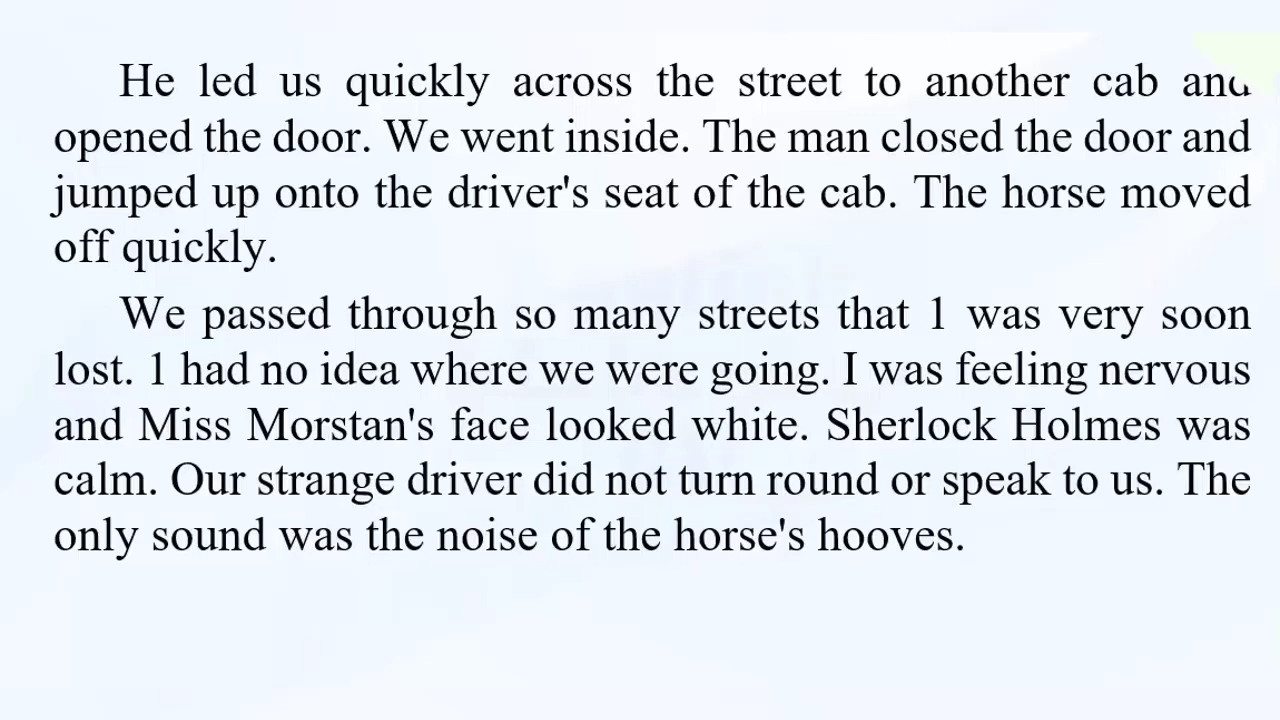 He led us quickly across the street to another cab and
opened the door. We went inside. The man closed the door and
jumped up onto the driver's seat of the cab. The horse moved
off quickly.
We passed through so many streets that 1 was very soon
lost. 1 had no idea where we were going. I was feeling nervous
and Miss Morstan's face looked white. Sherlock Holmes was
calm. Our strange driver did not turn round or speak to us. The
only sound was the noise of the horse's hooves.